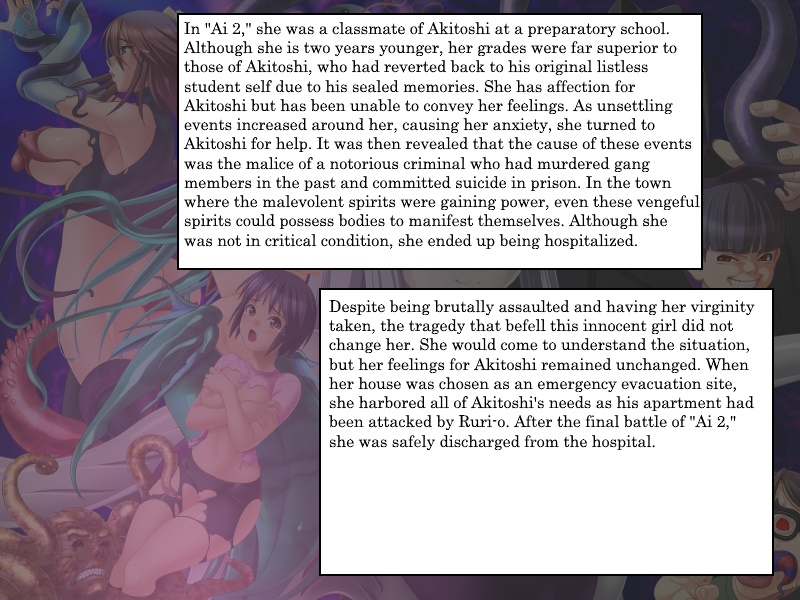 In "Ai 2," she was a classmate of Akitoshi at a preparatory school.
Although she is two years younger, her grades were far superior to
those of Akitoshi, who had reverted back to his original listless
student self due to his sealed memories. She has affection for
Akitoshi but has been unable to convey her feelings. As unsettling
events increased around her, causing her anxiety, she turned to
Akitoshi for help. It was then revealed that the cause of these events
was the malice of a notorious criminal who had murdered gang
members in the past and committed suicide in prison. In the town
where the malevolent spirits were gaining power, even these vengeful
spirits could possess bodies to manifest themselves. Although she
was not in critical condition, she ended up being hospitalized.
Despite being brutally assaulted and having her virginity
taken, the tragedy that befell this innocent girl did not
change her. She would come to understand the situation,
but her feelings for Akitoshi remained unchanged. When
her house was chosen as an emergency evacuation site,
she harbored all of Akitoshi's needs as his apartment had
been attacked by Ruri-o. After the final battle of "Ai 2,"
she was safely discharged from the hospital.